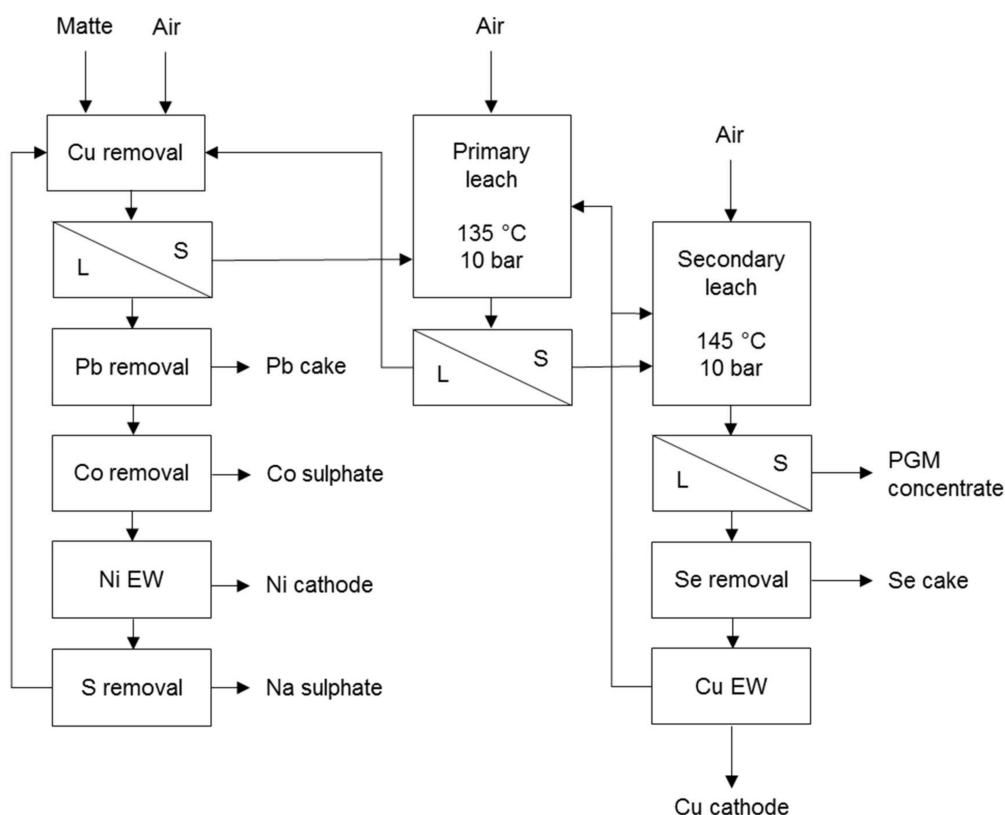 Matte
Air
Cu removal
L
S
Pb removal
Pb cake
Co removal
Co sulphate
Ni EW
Ni cathode
S removal
Na sulphate
Air
Primary
leach
135 °C
10 bar
L
S
Air
Secondary
leach
145 °C
10 bar
L
S
PGM
concentrate
Se removal
Se cake
Cu EW
Cu cathode